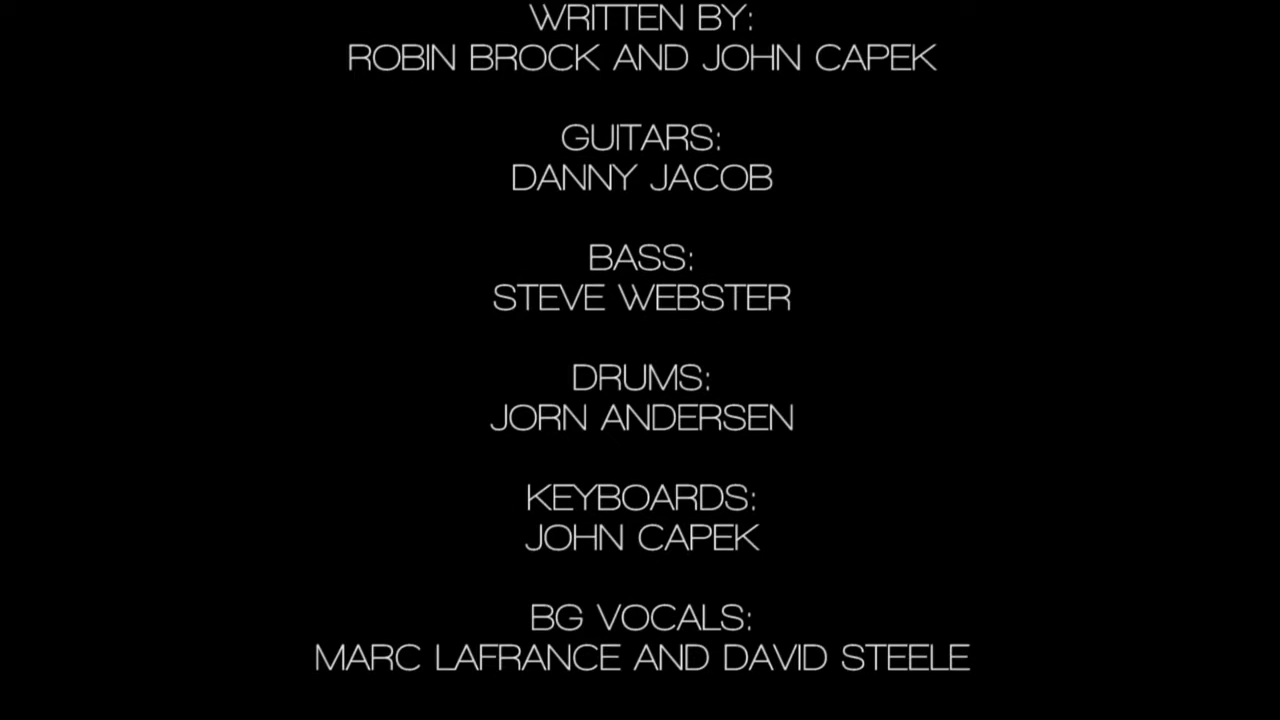 WRITTEN BY:
ROBIN BROCK AND JOHN CAPEK
GUITARS:
DANNY JACOB
BASS:
STEVE WEBSTER
DRUMS:
JORN ANDERSEN
KEYBOARDS:
JOHN CAPEK
BG VOCALS:
MARC LAFRANCE AND DAVID STEELE